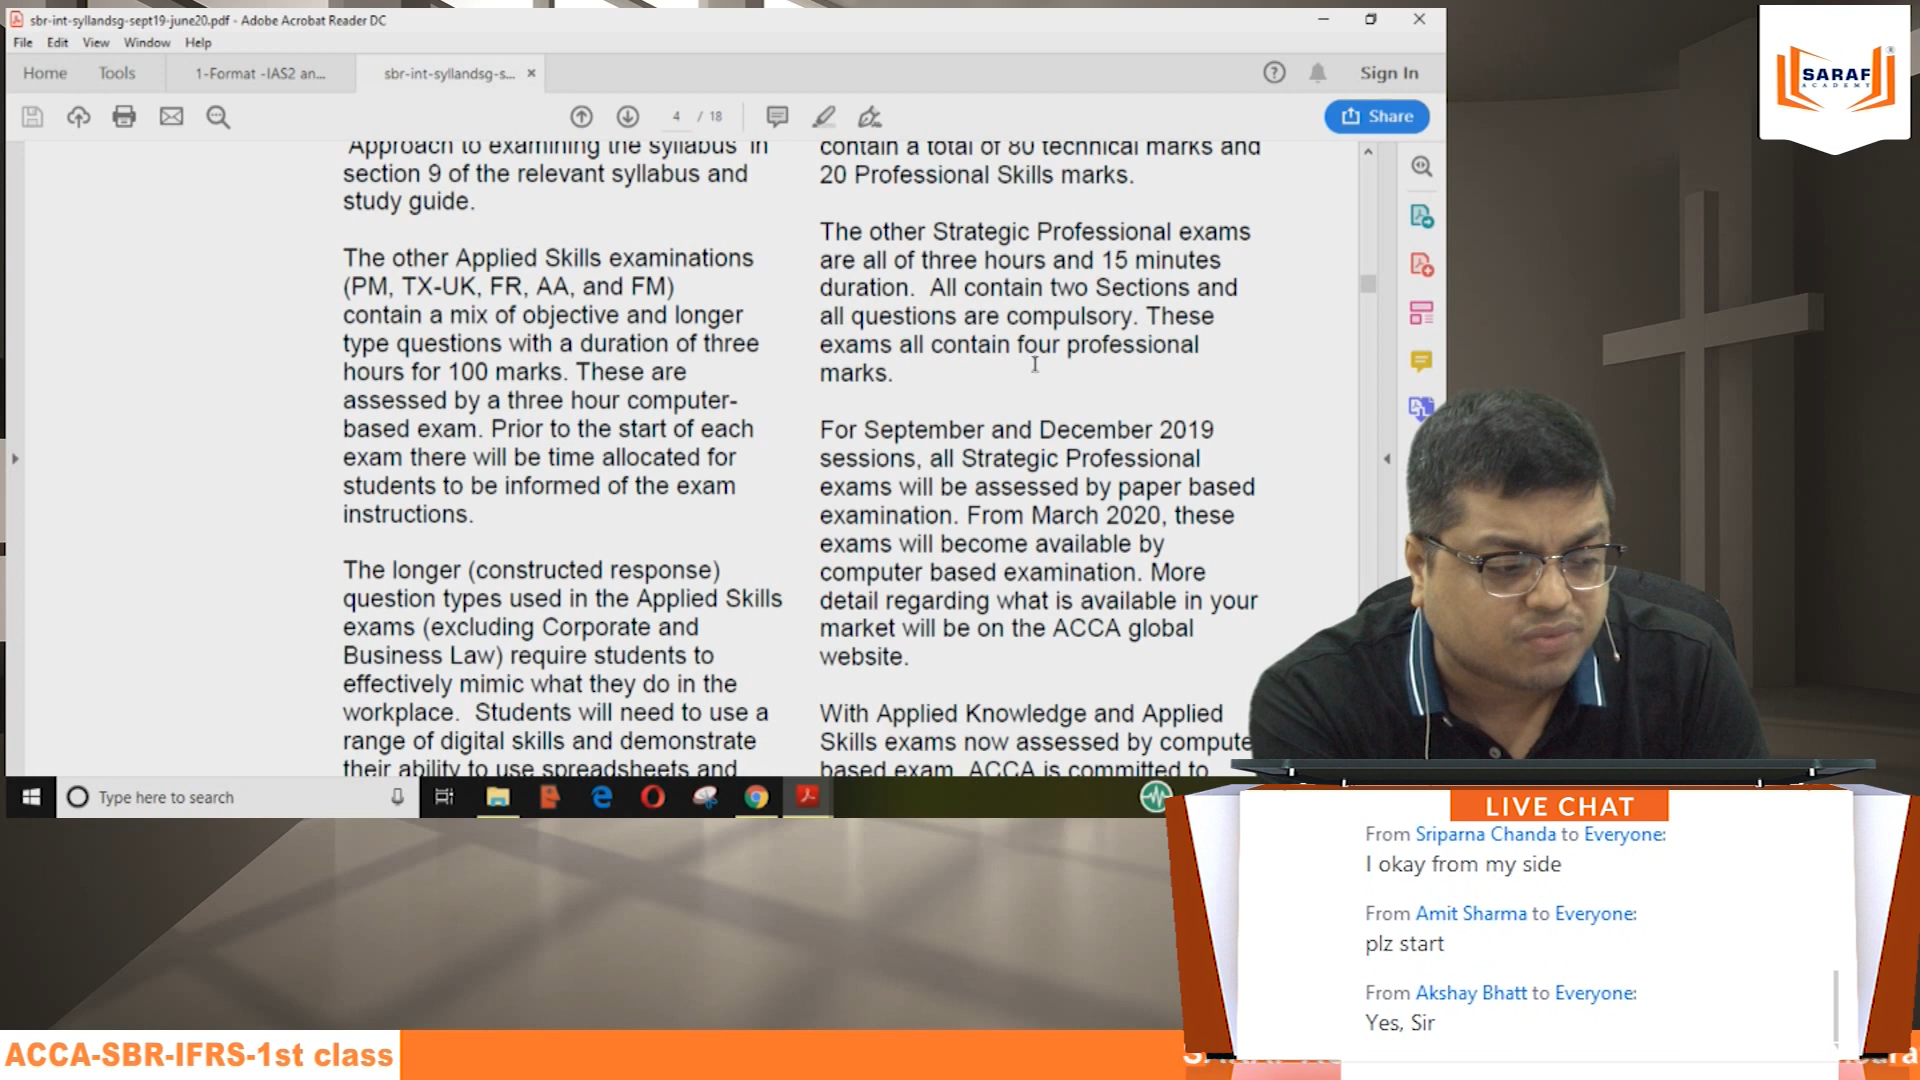 sbr-int-syllandsg-sept19-june20.pdf - Adobe Acrobat Reader DC
File Edit View Window Help
Home Tools 1-Format -IAS2 an... sbr-int-syllandsg-s... × Sign In
4 / 18
Share
'Approach to examining the syllabus' in
section 9 of the relevant syllabus and
study guide.
The other Applied Skills examinations
(PM, TX-UK, FR, AA, and FM)
contain a mix of objective and longer
type questions with a duration of three
hours for 100 marks. These are
assessed by a three hour computer-
based exam. Prior to the start of each
exam there will be time allocated for
students to be informed of the exam
instructions.
The longer (constructed response)
question types used in the Applied Skills
exams (excluding Corporate and
Business Law) require students to
effectively mimic what they do in the
workplace. Students will need to use a
range of digital skills and demonstrate
their ability to use spreadsheets and
contain a total of 80 technical marks and
20 Professional Skills marks.
The other Strategic Professional exams
are all of three hours and 15 minutes
duration. All contain two Sections and
all questions are compulsory. These
exams all contain four professional
marks.
For September and December 2019
sessions, all Strategic Professional
exams will be assessed by paper based
examination. From March 2020, these
exams will become available by
computer based examination. More
detail regarding what is available in your
market will be on the ACCA global
website.
With Applied Knowledge and Applied
Skills exams now assessed by compute
based exam, ACCA is committed to
Type here to search
SARAF
ACADEMY
LIVE CHAT
From Sriparna Chanda to Everyone:
I okay from my side
From Amit Sharma to Everyone:
plz start
From Akshay Bhatt to Everyone:
Yes, Sir
ACCA-SBR-IFRS-1st class